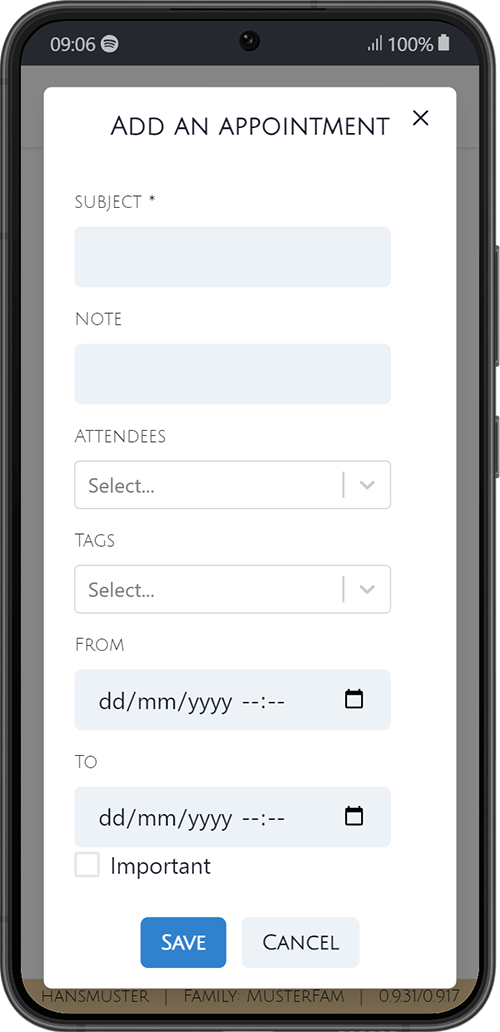 09:06 100%
Add an appointment
Subject *
Note
Attendees
Select...
Tags
Select...
From
dd/mm/yyyy --:--
To
dd/mm/yyyy --:--
Important
Save Cancel
HansMuster | Family: MusterFam | 0.9.31/0.9.17